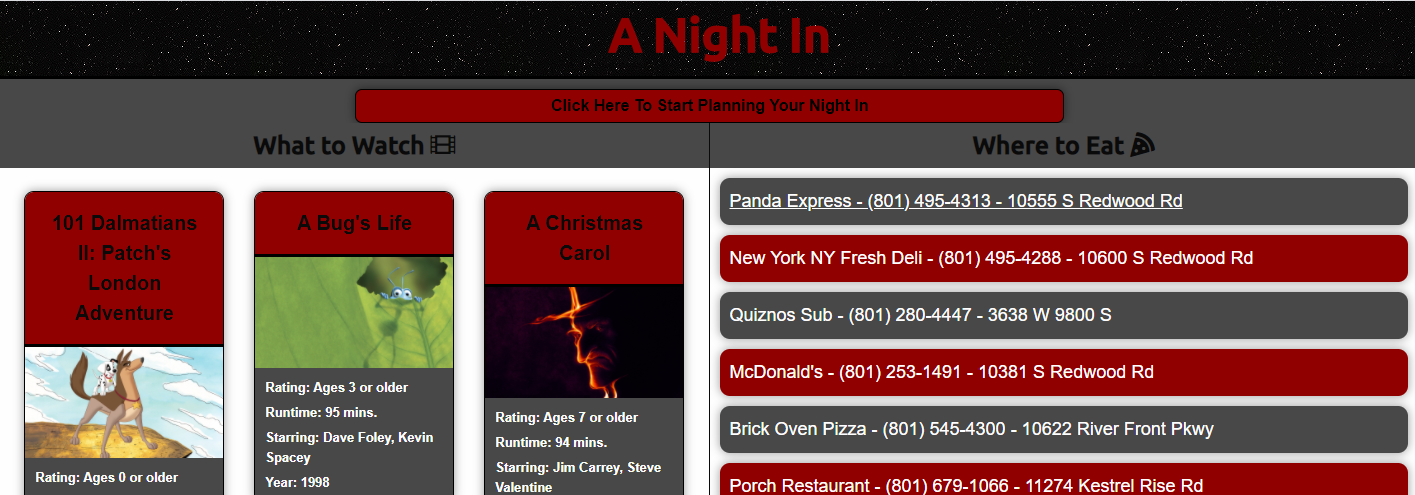 A Night In
Click Here To Start Planning Your Night In
What to Watch
Where to Eat
101 Dalmatians
II: Patch's
London
Adventure
Rating: Ages 0 or older
A Bug's Life
Rating: Ages 3 or older
Runtime: 95 mins.
Starring: Dave Foley, Kevin
Spacey
Year: 1998
A Christmas
Carol
Rating: Ages 7 or older
Runtime: 94 mins.
Starring: Jim Carrey, Steve
Valentine
Panda Express - (801) 495-4313 - 10555 S Redwood Rd
New York NY Fresh Deli - (801) 495-4288 - 10600 S Redwood Rd
Quiznos Sub - (801) 280-4447 - 3638 W 9800 S
McDonald's - (801) 253-1491 - 10381 S Redwood Rd
Brick Oven Pizza - (801) 545-4300 - 10622 River Front Pkwy
Porch Restaurant - (801) 679-1066 - 11274 Kestrel Rise Rd